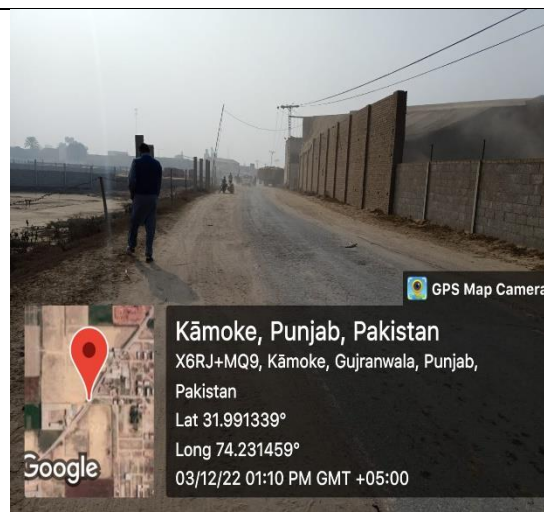 GPS Map Camera
Kāmoke, Punjab, Pakistan
X6RJ+MQ9, Kāmoke, Gujranwala, Punjab,
Pakistan
Lat 31.991339°
Long 74.231459°
03/12/22 01:10 PM GMT +05:00
Google